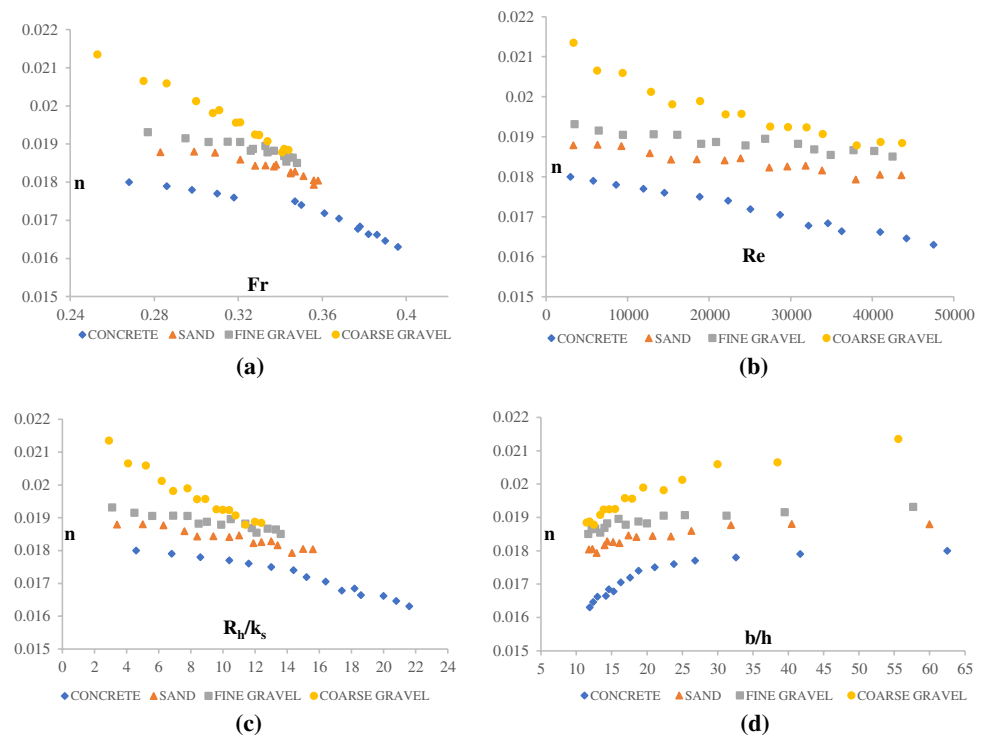 0.022
0.021
0.02
0.019
0.018
0.017
0.016
0.015
n
0.24 0.28 0.32 0.36 0.4
Fr
CONCRETE SAND FINE GRAVEL COARSE GRAVEL
(a)
0.022
0.021
0.02
0.019
0.018
0.017
0.016
0.015
n
0 10000 20000 30000 40000 50000
Re
CONCRETE SAND FINE GRAVEL COARSE GRAVEL
(b)
0.022
0.021
0.02
0.019
0.018
0.017
0.016
0.015
n
0 2 4 6 8 10 12 14 16 18 20 22 24
Rh/ks
CONCRETE SAND FINE GRAVEL COARSE GRAVEL
(c)
0.022
0.021
0.02
0.019
0.018
0.017
0.016
0.015
n
5 10 15 20 25 30 35 40 45 50 55 60 65
b/h
CONCRETE SAND FINE GRAVEL COARSE GRAVEL
(d)